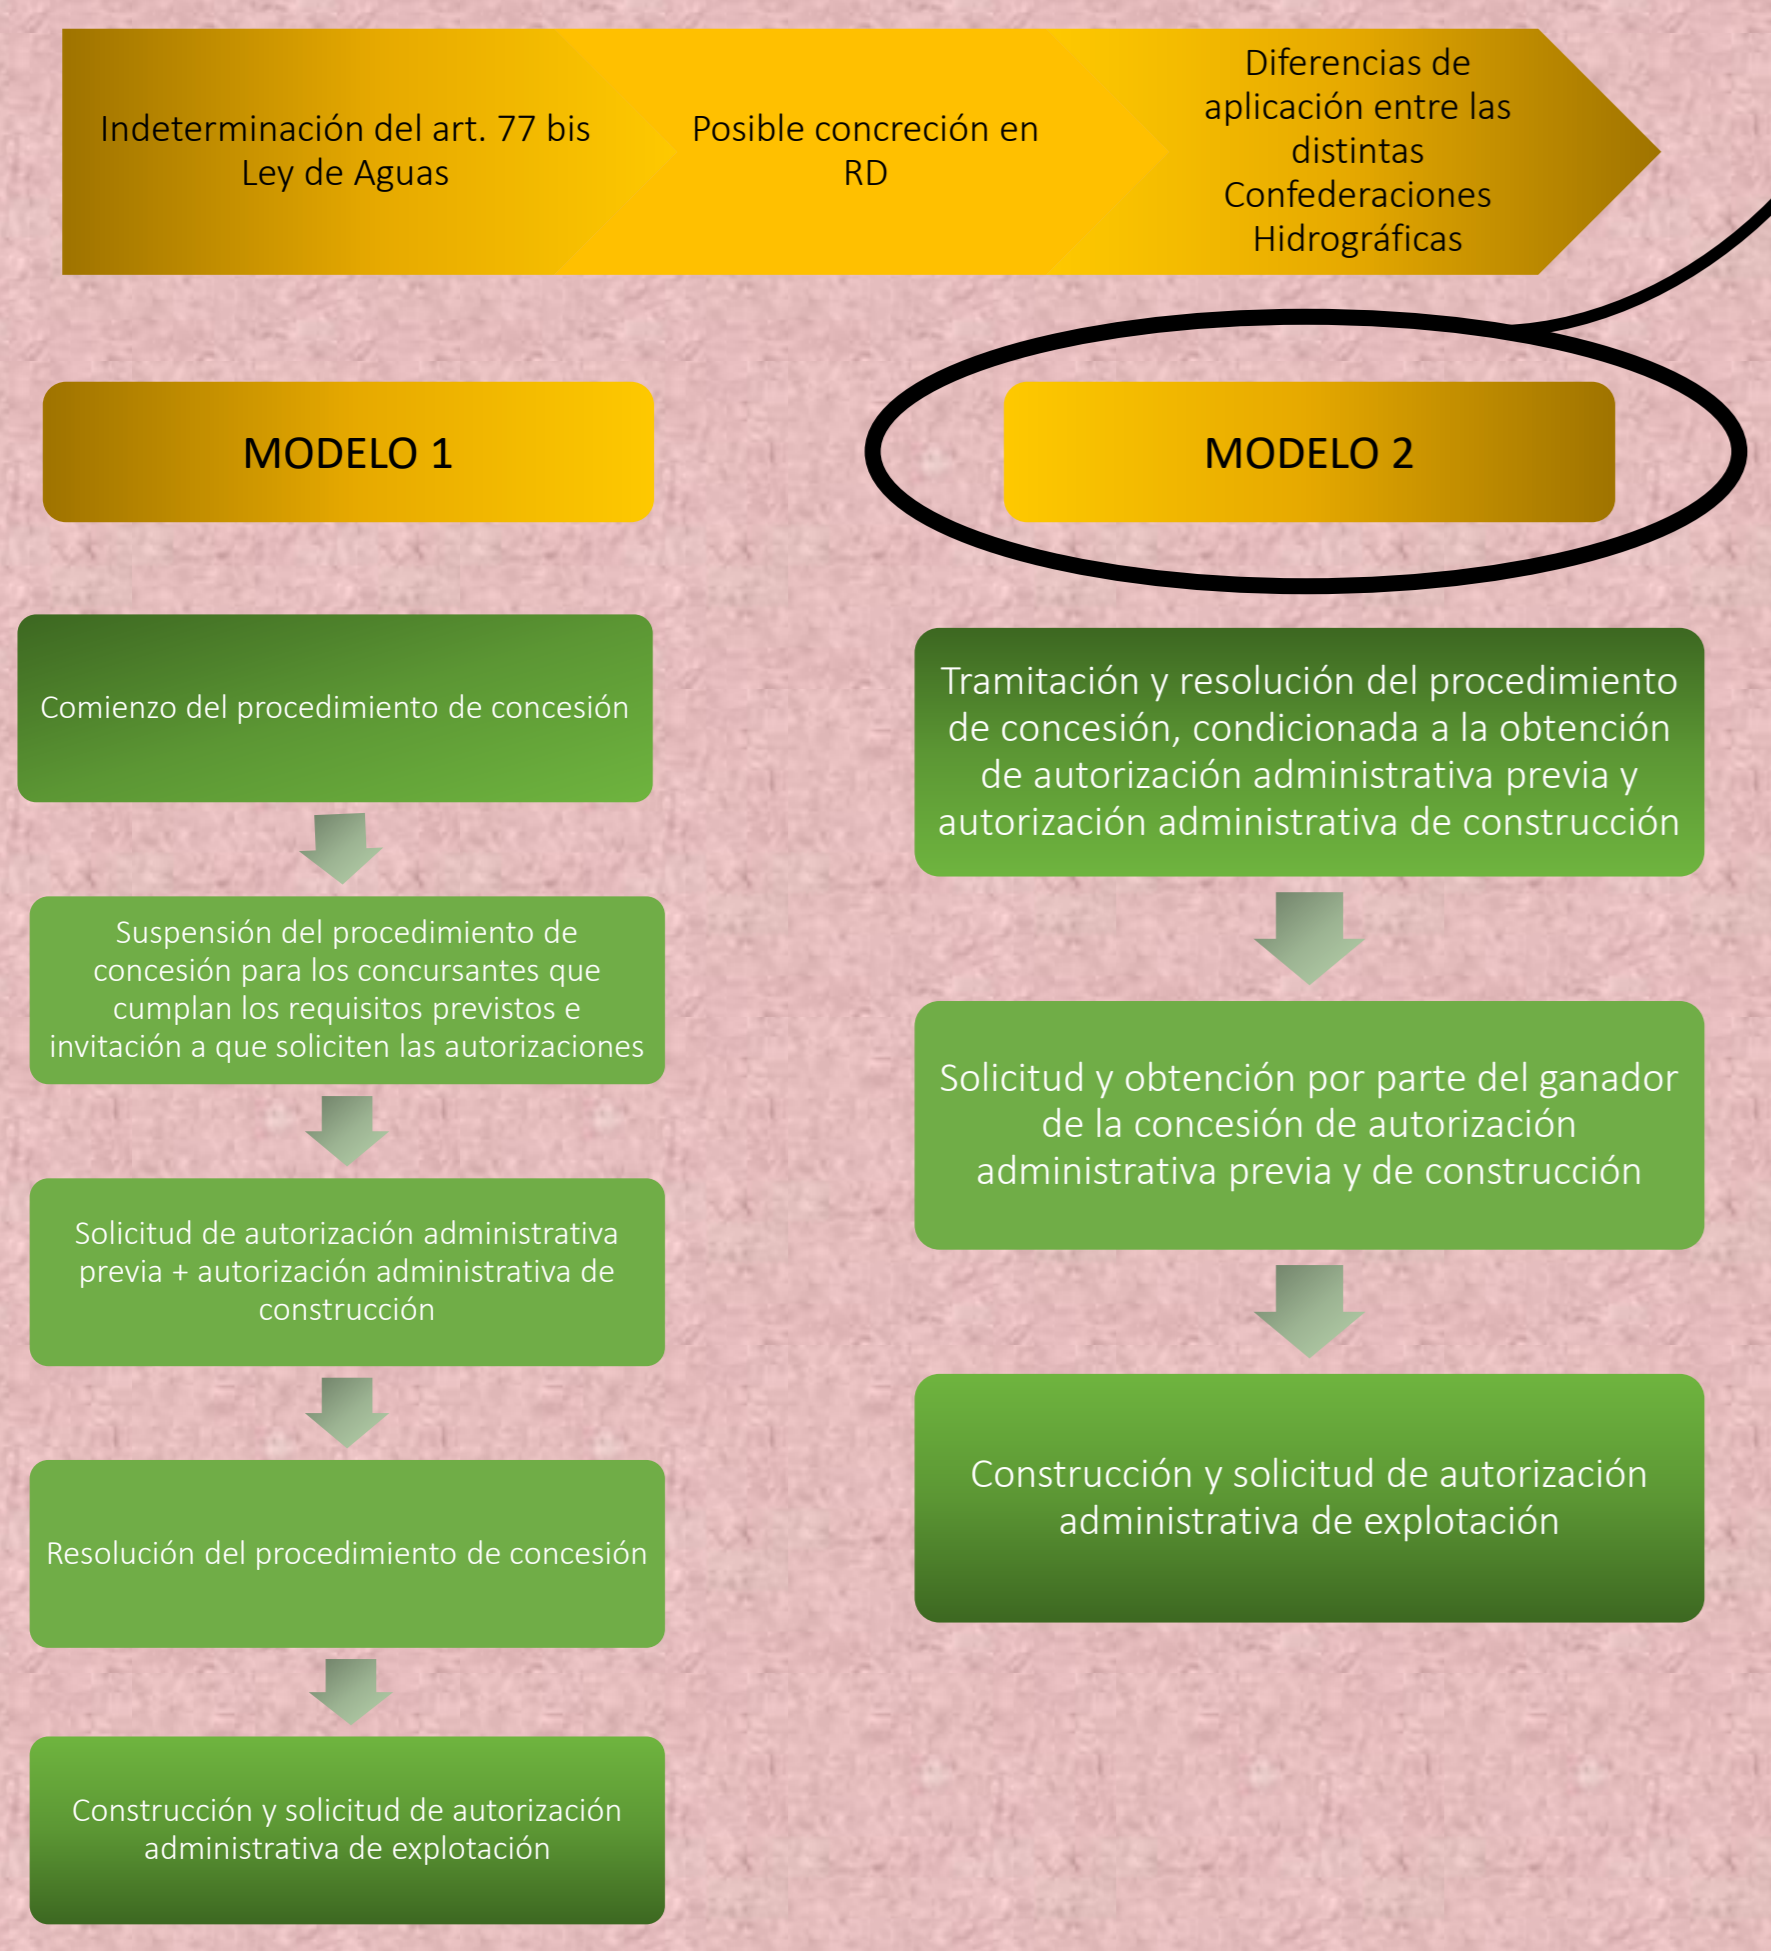 Indeterminación del art. 77 bis
Ley de Aguas
Posible concreción en
RD
Diferencias de
aplicación entre las
distintas
Confederaciones
Hidrográficas
MODELO 1
Comienzo del procedimiento de concesión
Suspensión del procedimiento de
concesión para los concursantes que
cumplan los requisitos previstos e
invitación a que soliciten las autorizaciones
Solicitud de autorización administrativa
previa + autorización administrativa de
construcción
Resolución del procedimiento de concesión
Construcción y solicitud de autorización
administrativa de explotación
MODELO 2
Tramitación y resolución del procedimiento
de concesión, condicionada a la obtención
de autorización administrativa previa y
autorización administrativa de construcción
Solicitud y obtención por parte del ganador
de la concesión de autorización
administrativa previa y de construcción
Construcción y solicitud de autorización
administrativa de explotación